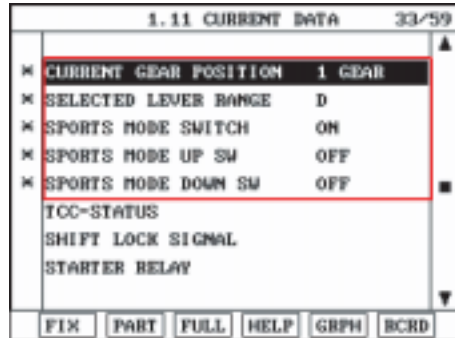 1.11 CURRENT DATA 33/59
× CURRENT GEAR POSITION 1 GEAR
× SELECTED LEVER RANGE D
× SPORTS MODE SWITCH ON
× SPORTS MODE UP SW OFF
× SPORTS MODE DOWN SW OFF
TCC-STATUS
SHIFT LOCK SIGNAL
STARTER RELAY
FIX PART FULL HELP GRPH RCRD